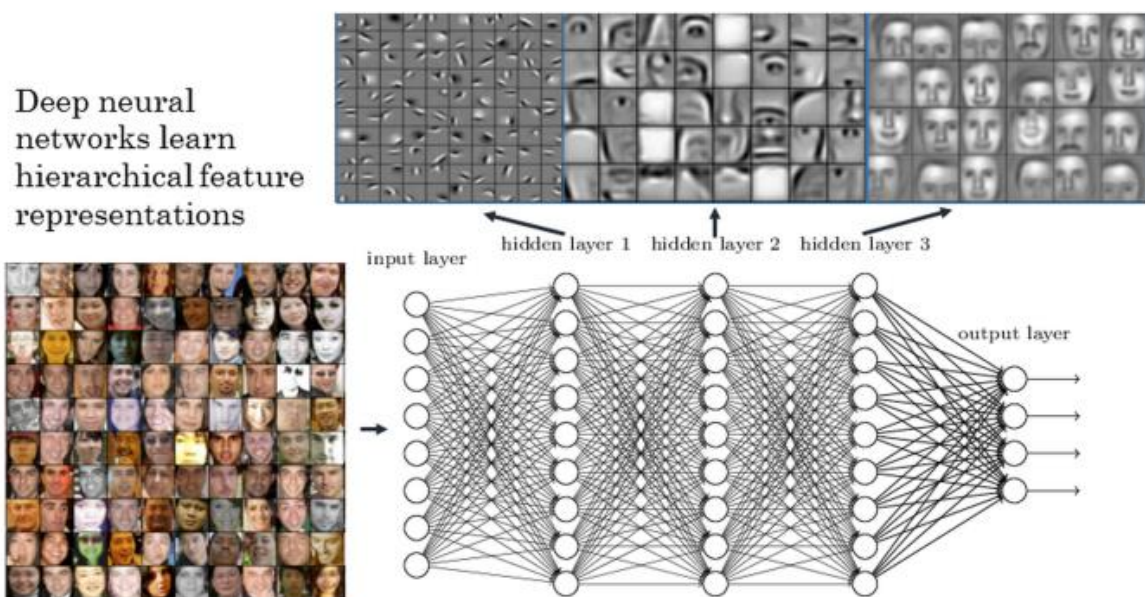 Deep neural
networks learn
hierarchical feature
representations
hidden layer 1
hidden layer 2
hidden layer 3
input layer
output layer